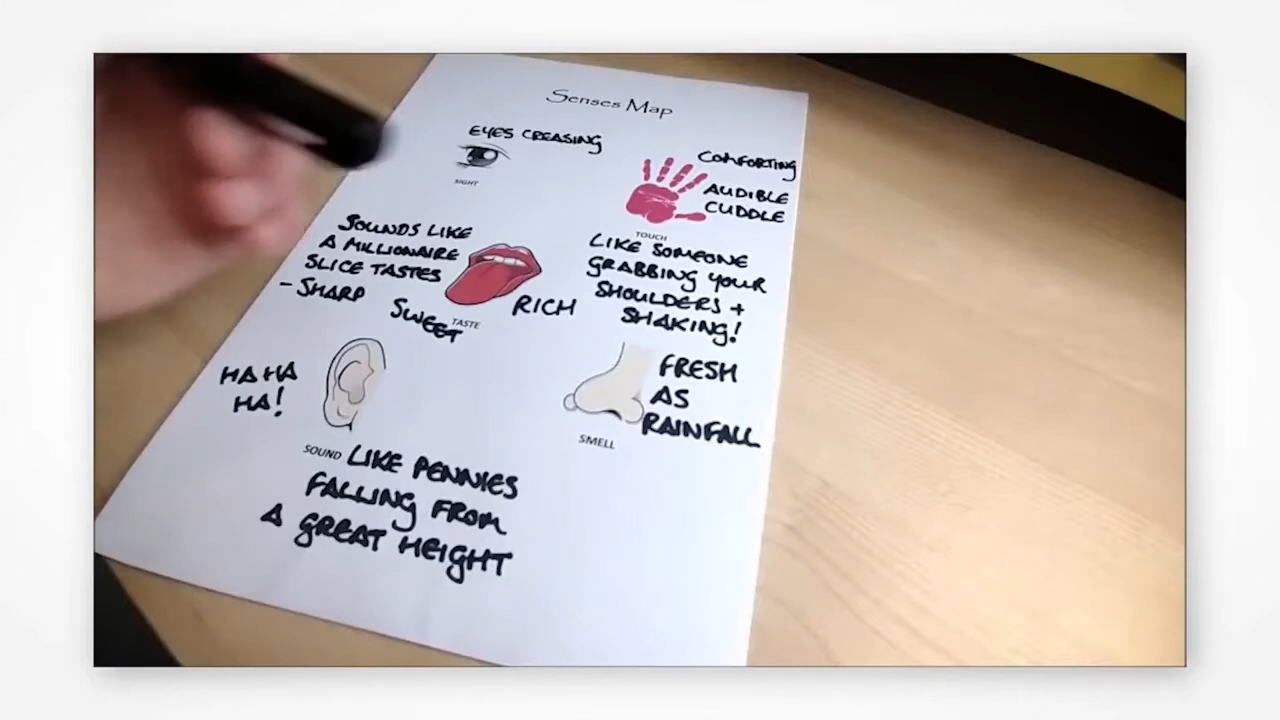 Senses Map
EYES CREASING
SIGHT
COMFORTING
AUDIBLE
CUDDLE
TOUCH
LIKE SOMEONE
GRABBING YOUR
SHOULDERS +
SHAKING!
SOUNDS LIKE
A MILLIONAIRE
SLICE TASTES
- SHARP
SWEET
RICH
TASTE
HA HA
HA!
SOUND
LIKE PENNIES
FALLING FROM
A GREAT HEIGHT
FRESH
AS
RAINFALL
SMELL